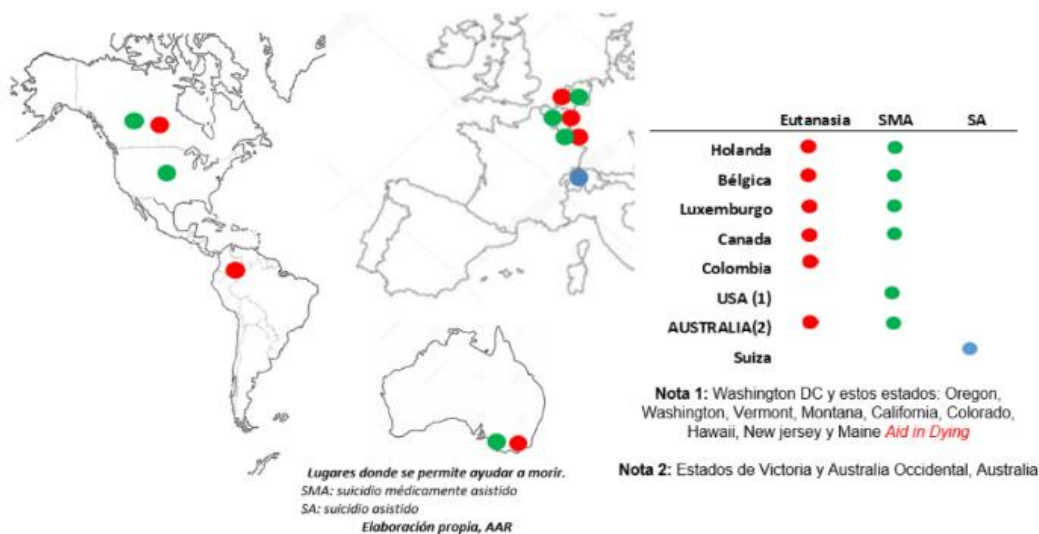 Eutanasia SMA SA
Holanda
Bélgica
Luxemburgo
Canada
Colombia
USA (1)
AUSTRALIA(2)
Suiza
Nota 1: Washington DC y estos estados: Oregon,
Washington, Vermont, Montana, California, Colorado,
Hawaii, New jersey y Maine Aid in Dying
Nota 2: Estados de Victoria y Australia Occidental, Australia
Lugares donde se permite ayudar a morir.
SMA: suicidio médicamente asistido
SA: suicidio asistido
Elaboración propia, AAR